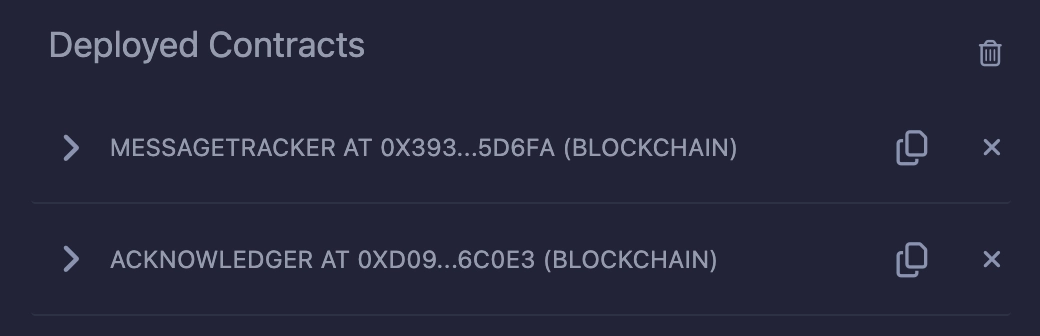 Deployed Contracts
MESSAGETRACKER AT 0X393...5D6FA (BLOCKCHAIN)
ACKNOWLEDGER AT 0XD09...6C0E3 (BLOCKCHAIN)